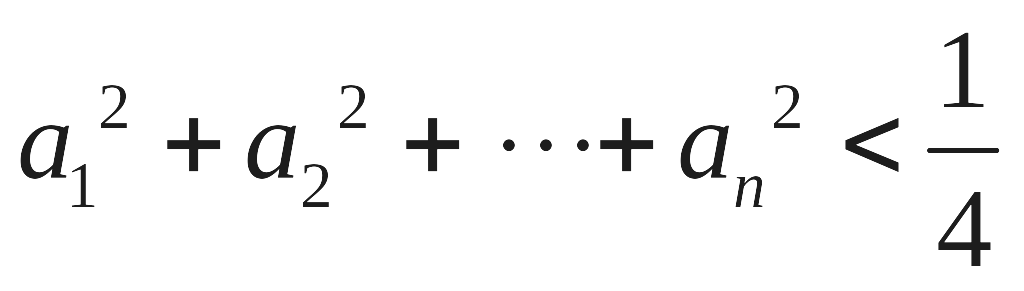 a₁² + a₂² + ⋯ + aₙ² < 1/4